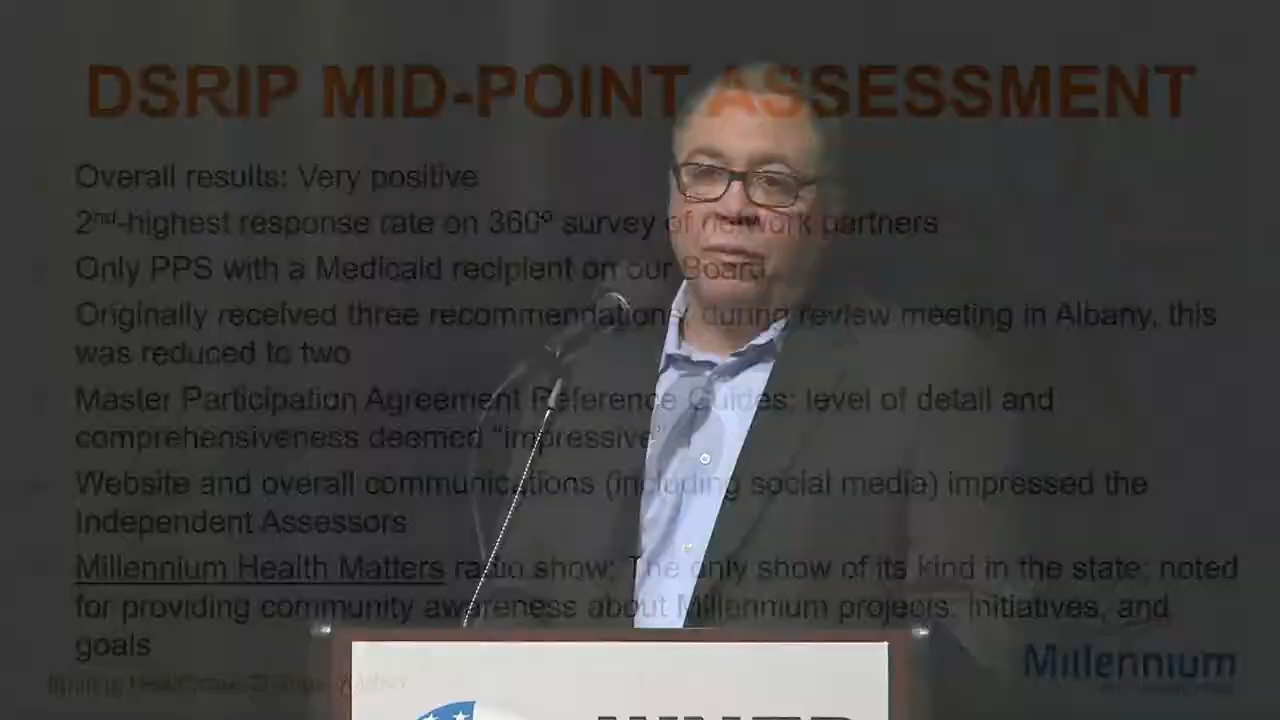 DSRIP MID-POINT ASSESSMENT
Overall results: Very positive
2nd-highest response rate on 360º survey of network partners
Only PPS with a Medicaid recipient on our Board
Originally received three recommendations during review meeting in Albany, this
was reduced to two
Master Participation Agreement Reference Guides: level of detail and
comprehensiveness deemed “impressive”
Website and overall communications (including social media) impressed the
Independent Assessors
Millennium Health Matters radio show: The only show of its kind in the state; noted
for providing community awareness about Millennium projects, initiatives, and
goals
Millennium